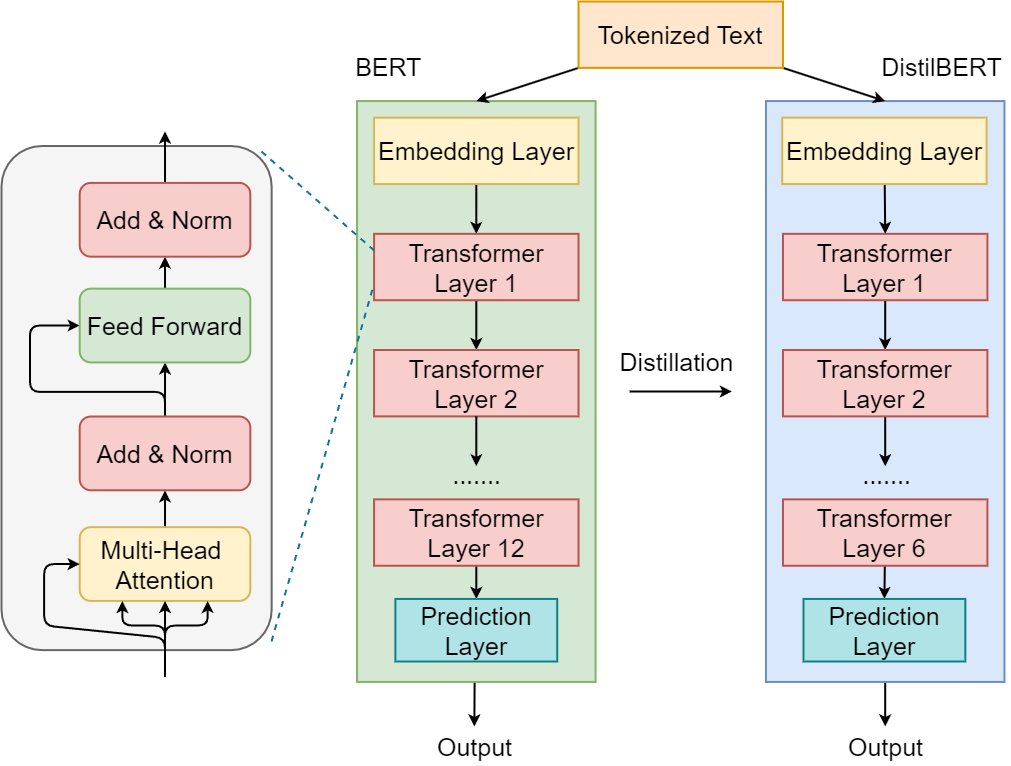 Tokenized Text
BERT
DistilBERT
Add & Norm
Feed Forward
Add & Norm
Multi-Head
Attention
Embedding Layer
Transformer
Layer 1
Transformer
Layer 2
.......
Transformer
Layer 12
Prediction
Layer
Output
Distillation
Embedding Layer
Transformer
Layer 1
Transformer
Layer 2
.......
Transformer
Layer 6
Prediction
Layer
Output